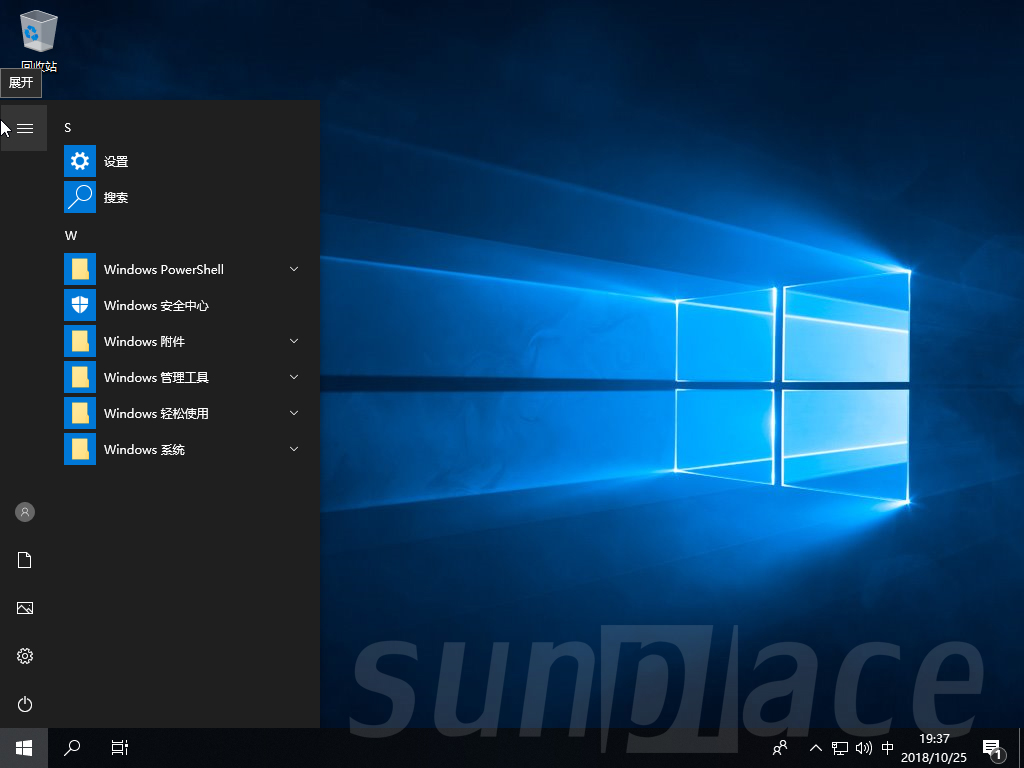 回收站
展开
S
设置
搜索
W
Windows PowerShell
Windows 安全中心
Windows 附件
Windows 管理工具
Windows 轻松使用
Windows 系统
sunplace
中
19:37
2018/10/25
1